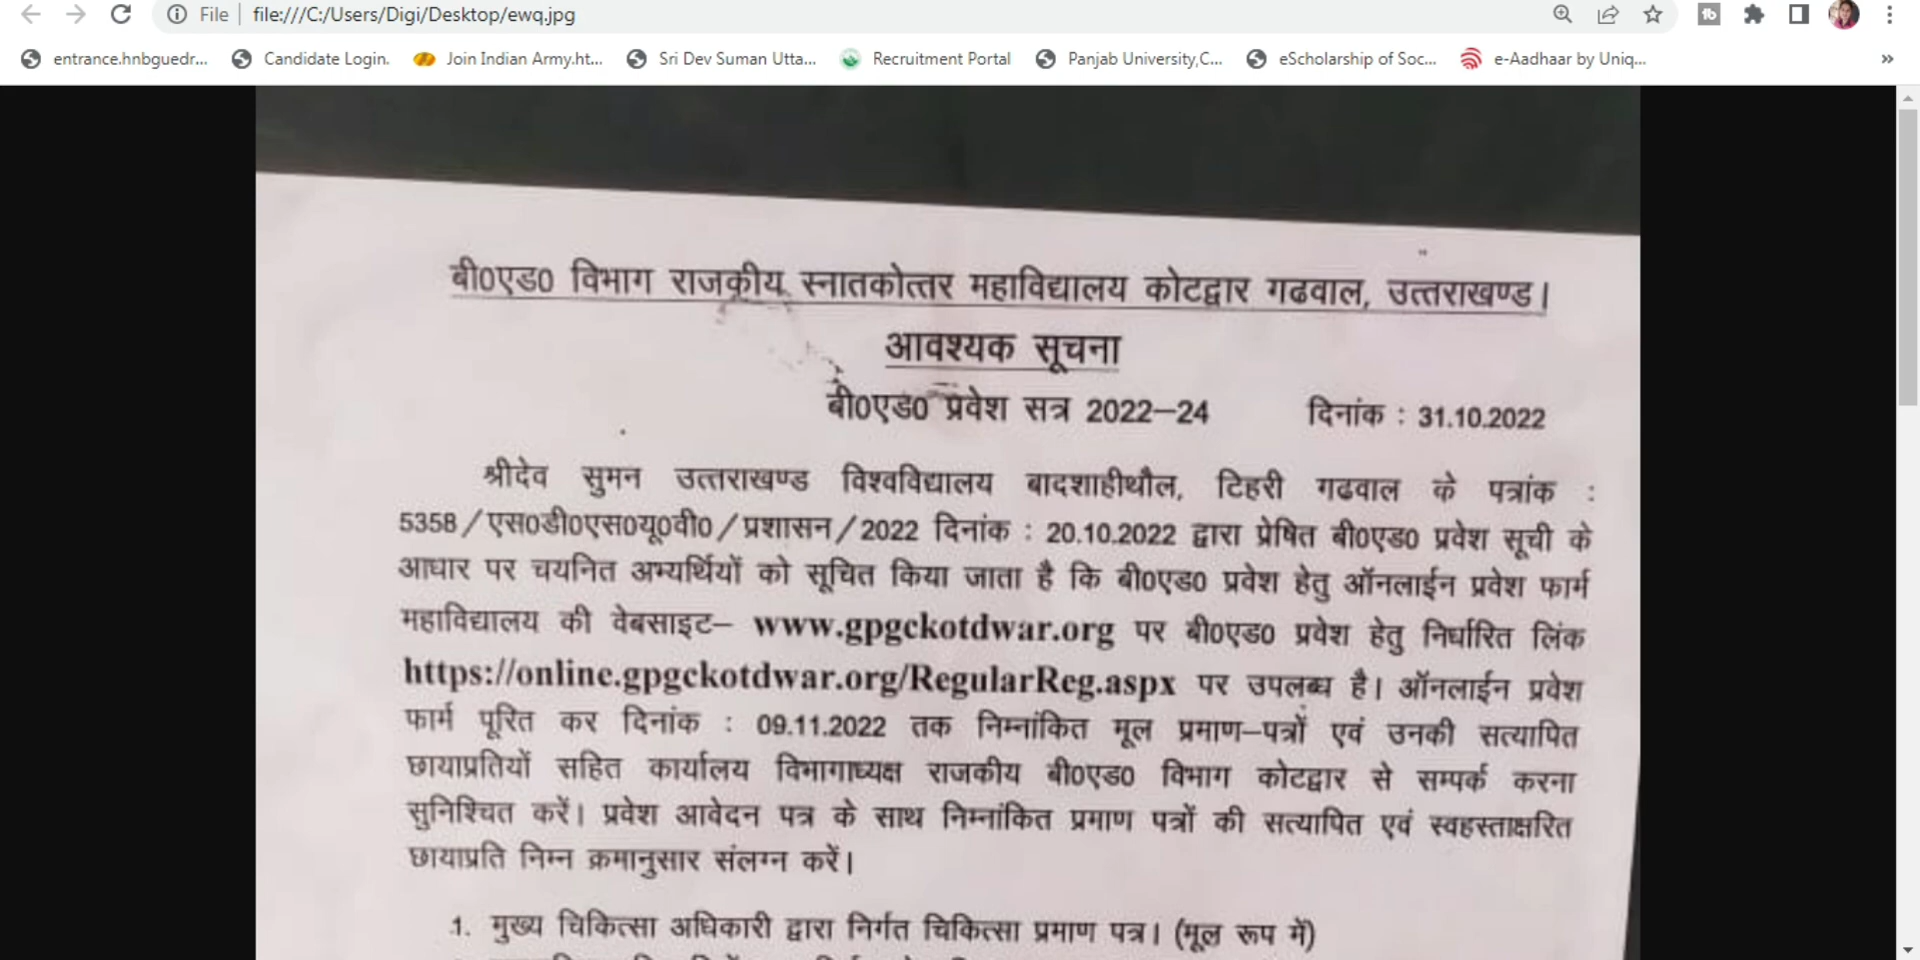 File
file:///C:/Users/Digi/Desktop/ewq.jpg
entrance.hnbguedr...
Candidate Login.
Join Indian Army.ht...
Sri Dev Suman Utta...
Recruitment Portal
Panjab University,C...
eScholarship of Soc...
e-Aadhaar by Uniq...
»
बी0एड0 विभाग राजकीय स्नातकोत्तर महाविद्यालय कोटद्वार गढवाल, उत्तराखण्ड।
आवश्यक सूचना
बी0एड0 प्रवेश सत्र 2022–24 दिनांक : 31.10.2022
श्रीदेव सुमन उत्तराखण्ड विश्वविद्यालय बादशाहीथौल, टिहरी गढवाल के पत्रांक :
5358/एस0डी0एस0यू0वी0/प्रशासन/2022 दिनांक : 20.10.2022 द्वारा प्रेषित बी0एड0 प्रवेश सूची के
आधार पर चयनित अभ्यर्थियों को सूचित किया जाता है कि बी0एड0 प्रवेश हेतु ऑनलाईन प्रवेश फार्म
महाविद्यालय की वेबसाइट– www.gpgckotdwar.org पर बी0एड0 प्रवेश हेतु निर्धारित लिंक
https://online.gpgckotdwar.org/RegularReg.aspx पर उपलब्ध है। ऑनलाईन प्रवेश
फार्म पूरित कर दिनांक : 09.11.2022 तक निम्नांकित मूल प्रमाण–पत्रों एवं उनकी सत्यापित
छायाप्रतियों सहित कार्यालय विभागाध्यक्ष राजकीय बी0एड0 विभाग कोटद्वार से सम्पर्क करना
सुनिश्चित करें। प्रवेश आवेदन पत्र के साथ निम्नांकित प्रमाण पत्रों की सत्यापित एवं स्वहस्ताक्षरित
छायाप्रति निम्न क्रमानुसार संलग्न करें।
1. मुख्य चिकित्सा अधिकारी द्वारा निर्गत चिकित्सा प्रमाण पत्र। (मूल रूप में)